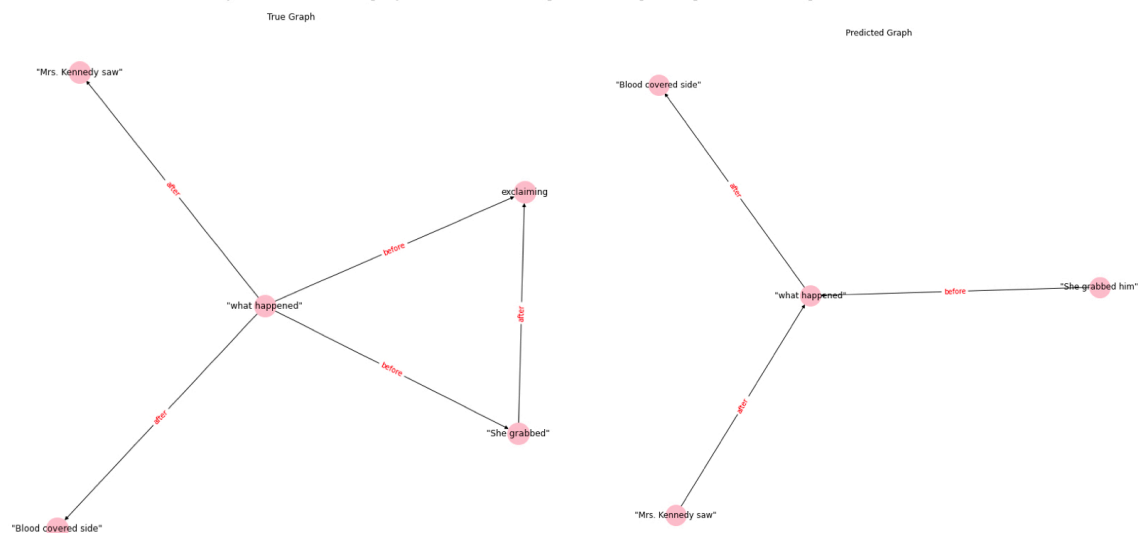 True Graph
"Mrs. Kennedy saw"
after
exclaiming
before
"what happened"
after
before
after
"She grabbed"
"Blood covered side"
Predicted Graph
"Blood covered side"
after
"She grabbed him"
before
"what happened"
after
"Mrs. Kennedy saw"